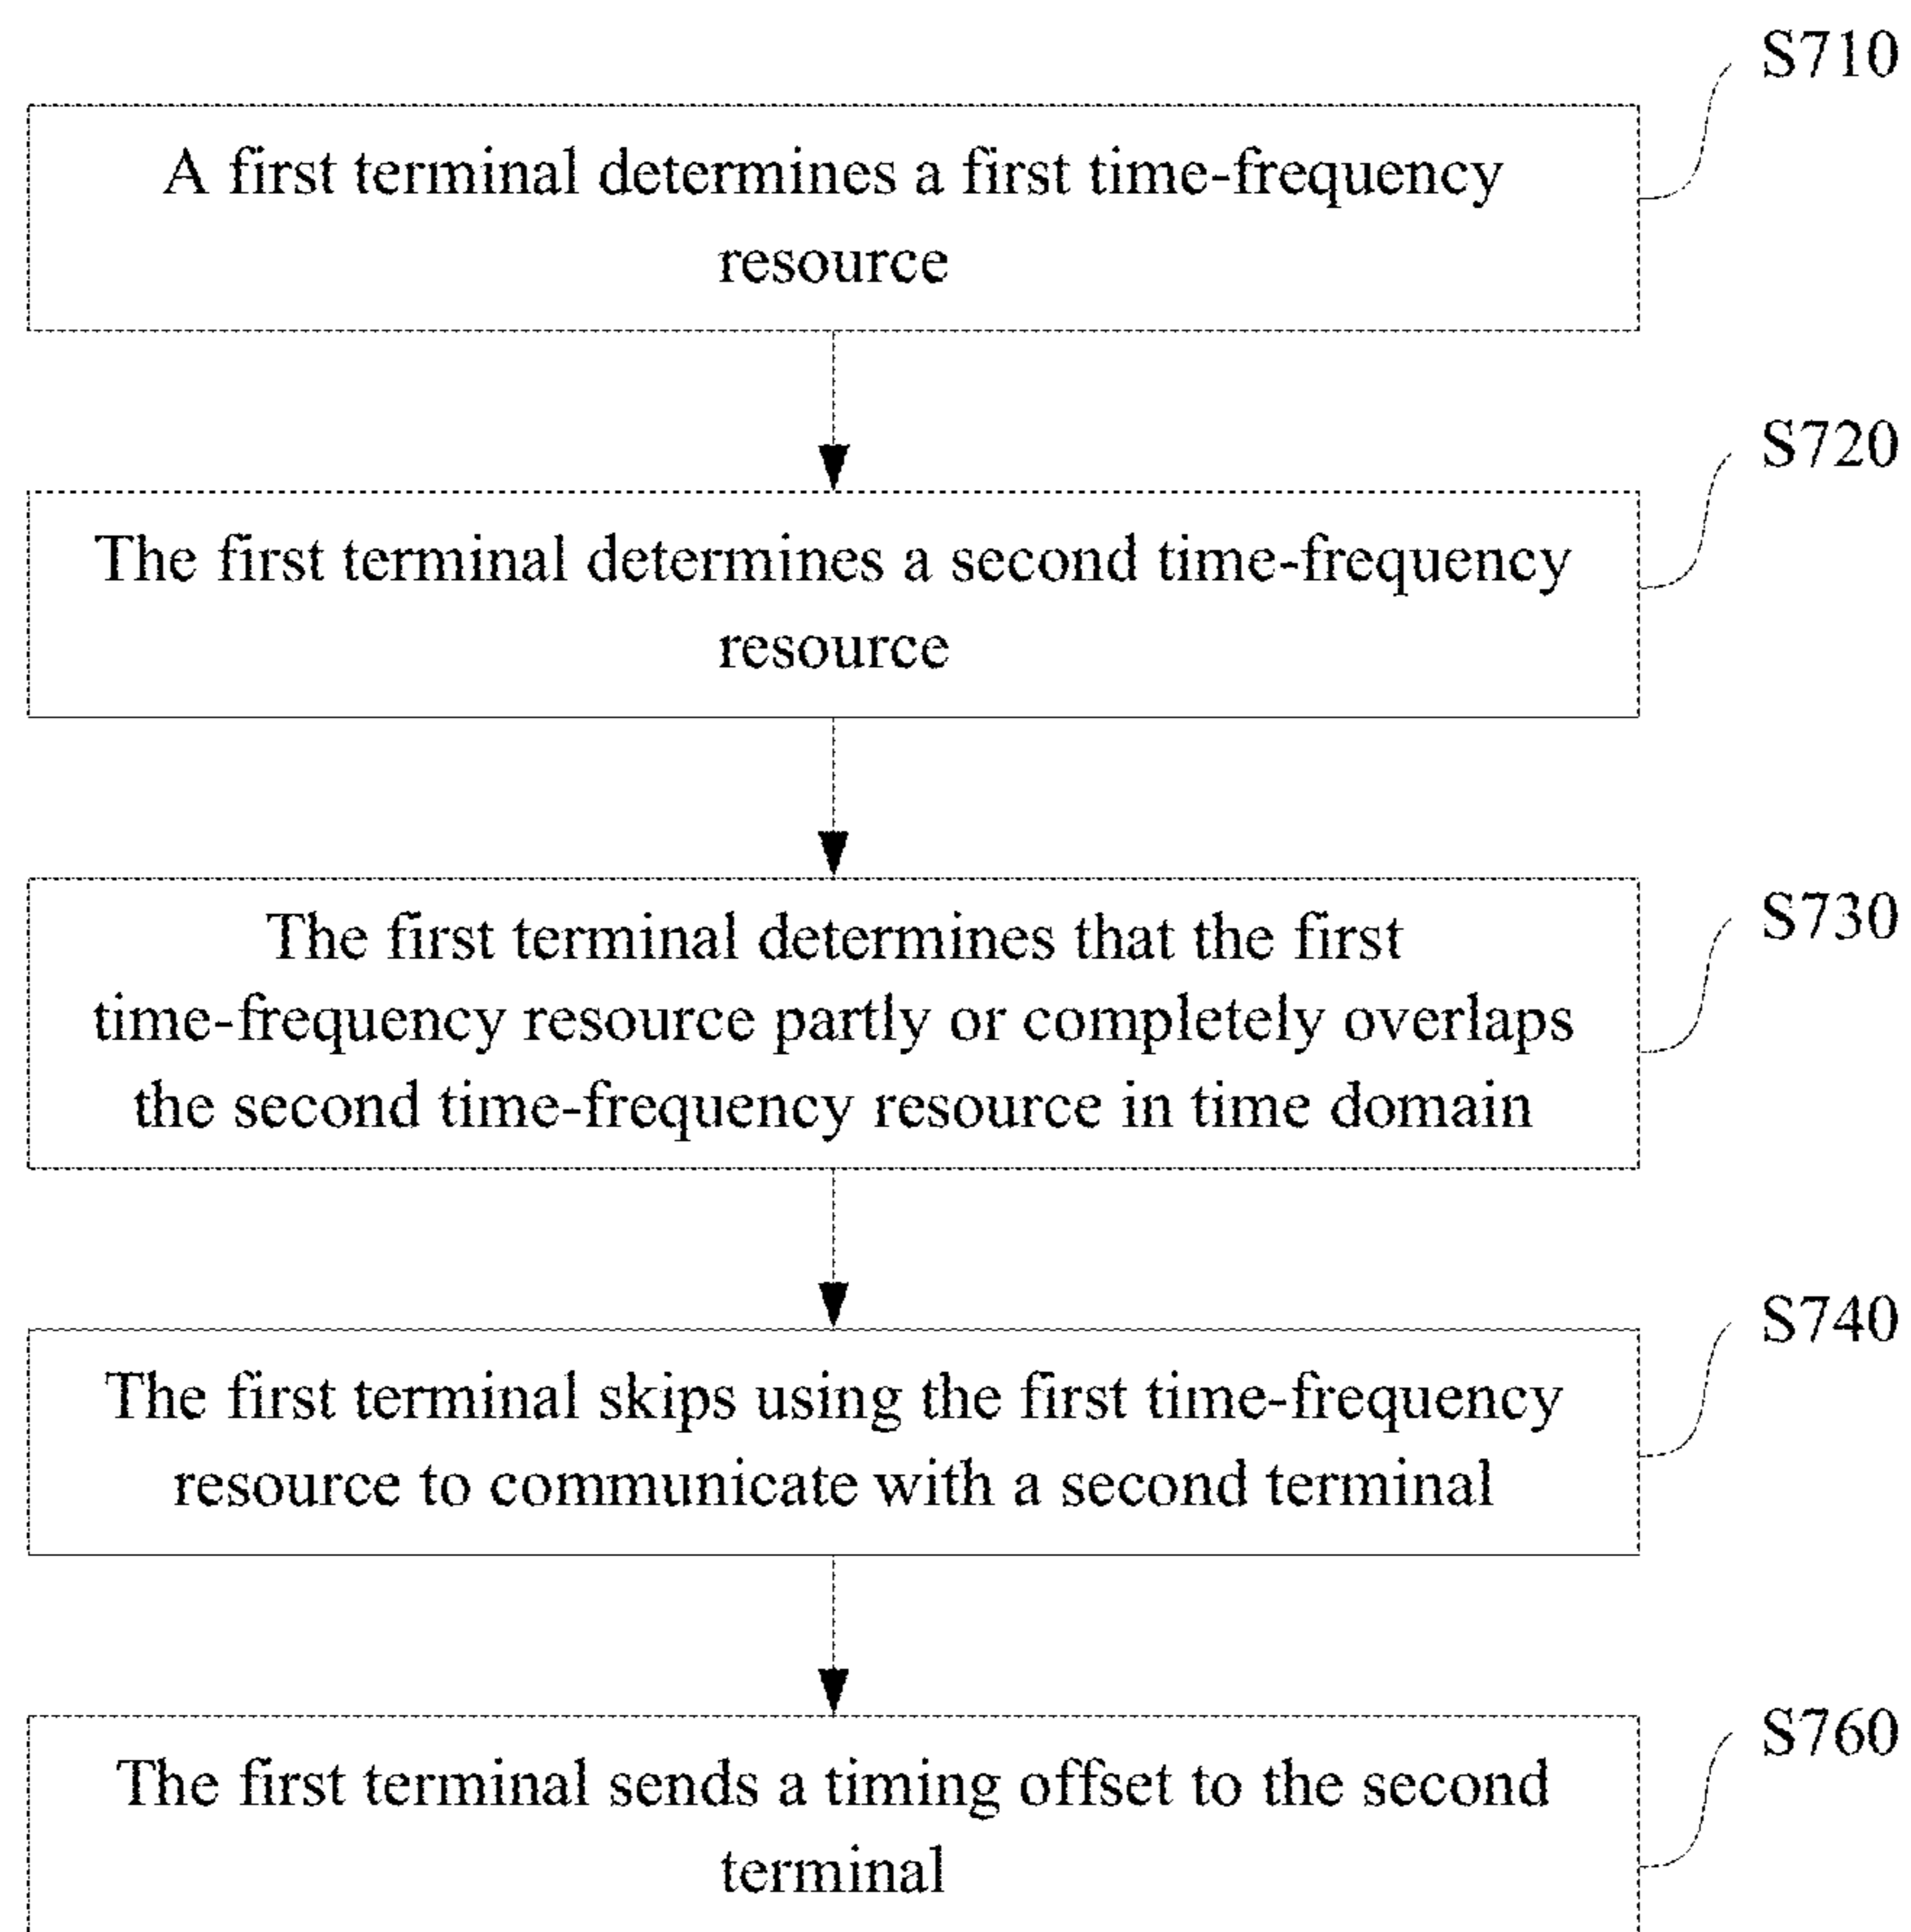 S710
A first terminal determines a first time-frequency
resource
S720
The first terminal determines a second time-frequency
resource
S730
The first terminal determines that the first
time-frequency resource partly or completely overlaps
the second time-frequency resource in time domain
S740
The first terminal skips using the first time-frequency
resource to communicate with a second terminal
S760
The first terminal sends a timing offset to the second
terminal